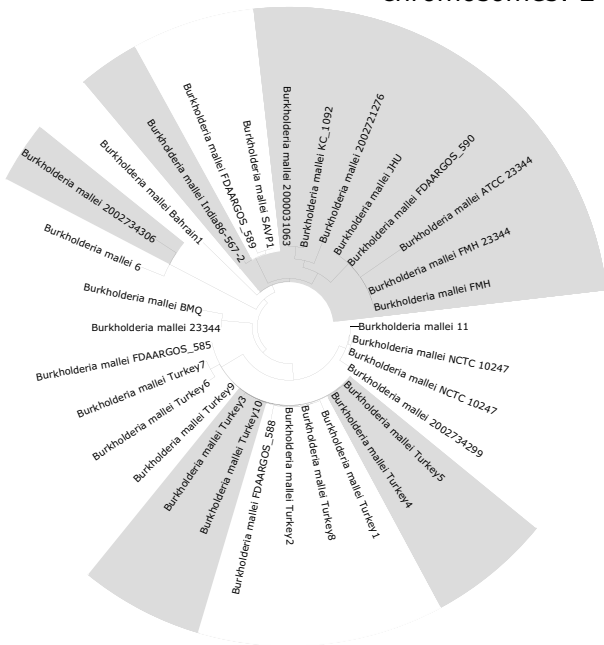 Burkholderia mallei 2000031063
Burkholderia mallei KC_1092
Burkholderia mallei 2002721276
Burkholderia mallei JHU
Burkholderia mallei FDAARGOS_590
Burkholderia mallei ATCC 23344
Burkholderia mallei FMH 23344
Burkholderia mallei FMH
Burkholderia mallei 11
Burkholderia mallei NCTC 10247
Burkholderia mallei NCTC 10247
Burkholderia mallei 2002734299
Burkholderia mallei Turkey5
Burkholderia mallei Turkey4
Burkholderia mallei Turkey1
Burkholderia mallei Turkey8
Burkholderia mallei Turkey2
Burkholderia mallei FDAARGOS_588
Burkholderia mallei Turkey10
Burkholderia mallei Turkey3
Burkholderia mallei Turkey9
Burkholderia mallei Turkey6
Burkholderia mallei Turkey7
Burkholderia mallei FDAARGOS_585
Burkholderia mallei 23344
Burkholderia mallei BMQ
Burkholderia mallei 6
Burkholderia mallei 2002734306
Burkholderia mallei Bahrain1
Burkholderia mallei India86-567-2
Burkholderia mallei FDAARGOS_589
Burkholderia mallei SAVP1